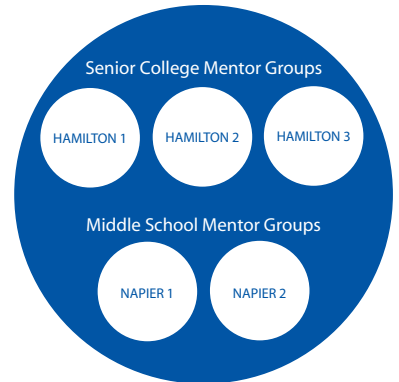 Senior College Mentor Groups
HAMILTON 1 HAMILTON 2 HAMILTON 3
Middle School Mentor Groups
NAPIER 1 NAPIER 2